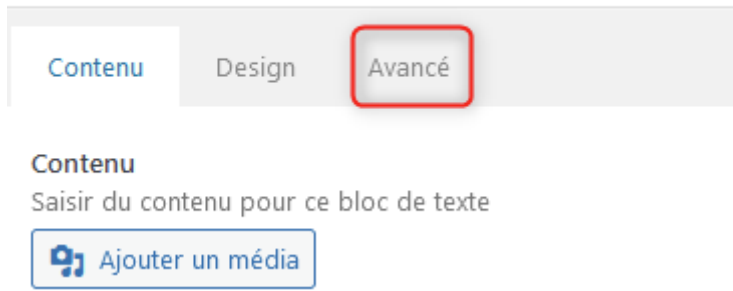 Contenu Design Avancé
Contenu
Saisir du contenu pour ce bloc de texte
Ajouter un média